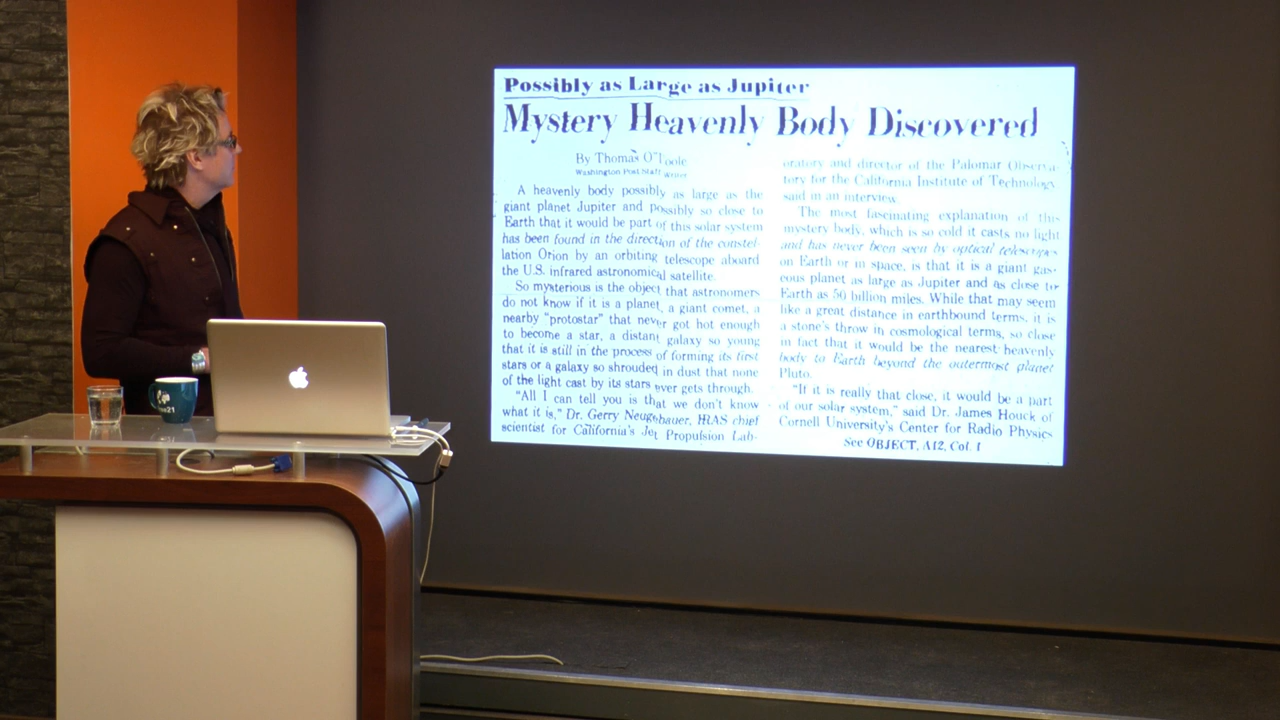 Possibly as Large as Jupiter
Mystery Heavenly Body Discovered
By Thomas O'Toole
Washington Post Staff Writer
A heavenly body possibly as large as the
giant planet Jupiter and possibly so close to
Earth that it would be part of this solar system
has been found in the direction of the constel-
lation Orion by an orbiting telescope aboard
the U.S. infrared astronomical satellite.
So mysterious is the object that astronomers
do not know if it is a planet, a giant comet, a
nearby "protostar" that never got hot enough
to become a star, a distant galaxy so young
that it is still in the process of forming its first
stars or a galaxy so shrouded in dust that none
of the light cast by its stars ever gets through.
"All I can tell you is that we don't know
what it is," Dr. Gerry Neugebauer, IRAS chief
scientist for California's Jet Propulsion Lab-
oratory and director of the Palomar Observa-
tory for the California Institute of Technology
said in an interview.
The most fascinating explanation of this
mystery body, which is so cold it casts no light
and has never been seen by optical telescopes
on Earth or in space, is that it is a giant gas-
eous planet as large as Jupiter and as close to
Earth as 50 billion miles. While that may seem
like a great distance in earthbound terms, it is
a stone's throw in cosmological terms, so close
in fact that it would be the nearest heavenly
body to Earth beyond the outermost planet
Pluto.
"If it is really that close, it would be a part
of our solar system," said Dr. James Houck of
Cornell University's Center for Radio Physics
See OBJECT, A12, Col. 1